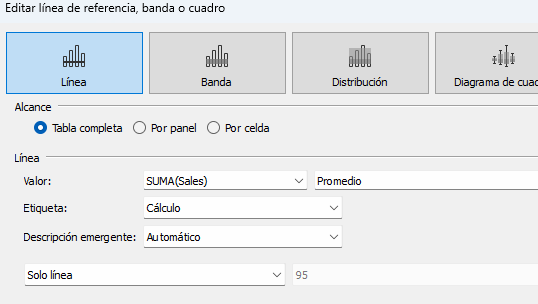 Editar línea de referencia, banda o cuadro
Línea
Banda
Distribución
Diagrama de cuad
Alcance
Tabla completa
Por panel
Por celda
Línea
Valor:
SUMA(Sales)
Promedio
Etiqueta:
Cálculo
Descripción emergente:
Automático
Solo línea
95